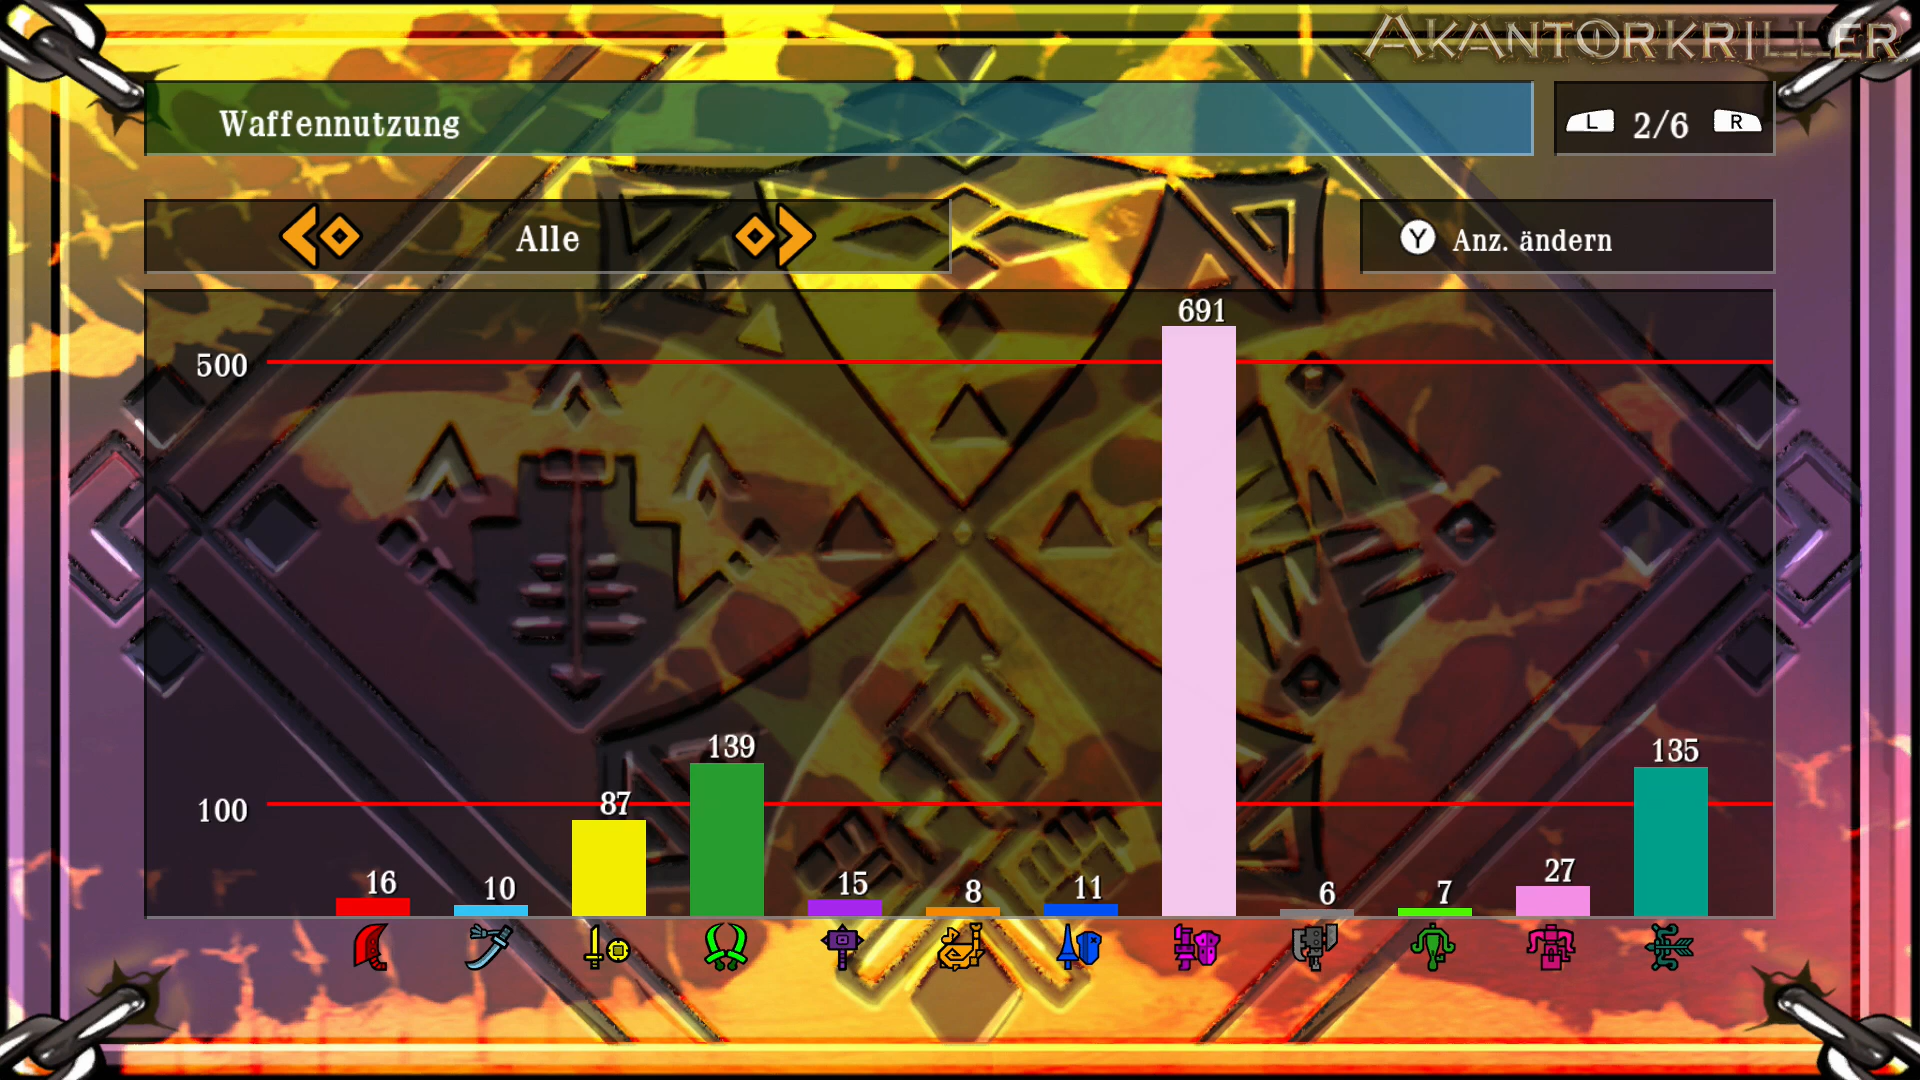 AKANTORKRILLER
Waffennutzung
L 2/6 R
Alle
Y Anz. ändern
691
500
139
135
100
87
27
16
10
15
8
11
6
7